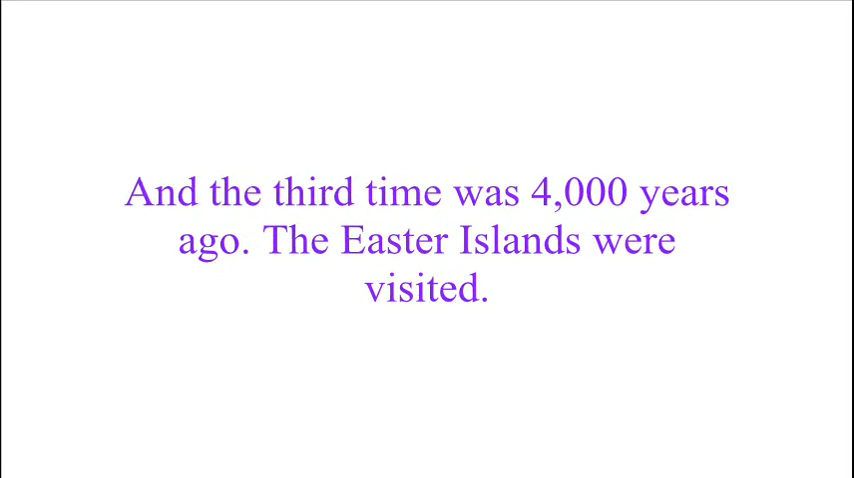 And the third time was 4,000 years
ago. The Easter Islands were
visited.